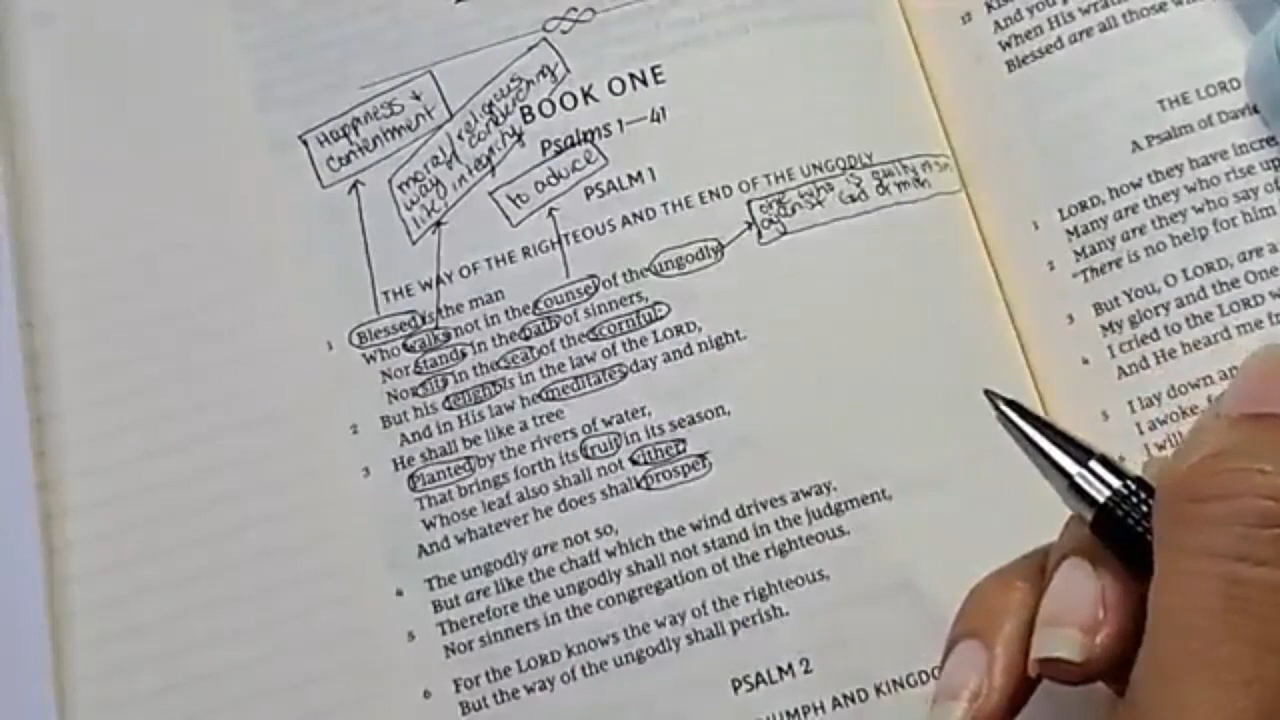 Happiness +
Contentment
moral/religious
way of conducting
life, integrity
BOOK ONE
Psalms 1—41
to advice
PSALM 1
THE WAY OF THE RIGHTEOUS AND THE END OF THE UNGODLY
one who is guilty of sin
against God or man
1 Blessed is the man
Who walks not in the counsel of the ungodly,
Nor stands in the path of sinners,
Nor sits in the seat of the scornful;
2 But his delight is in the law of the LORD,
And in His law he meditates day and night.
3 He shall be like a tree
Planted by the rivers of water,
That brings forth its fruit in its season,
Whose leaf also shall not wither;
And whatever he does shall prosper.
4 The ungodly are not so,
But are like the chaff which the wind drives away.
5 Therefore the ungodly shall not stand in the judgment,
Nor sinners in the congregation of the righteous.
6 For the LORD knows the way of the righteous,
But the way of the ungodly shall perish.
PSALM 2
AND KINGDO
12
And you
When His wrath
Blessed are all those
THE LORD
A Psalm of David
1 LORD, how they have incre
Many are they who rise up
2 Many are they who say of
"There is no help for him
3 But You, O LORD, are a
My glory and the One
4 I cried to the LORD w
And He heard me fr
5 I lay down an
I awoke, f
I will